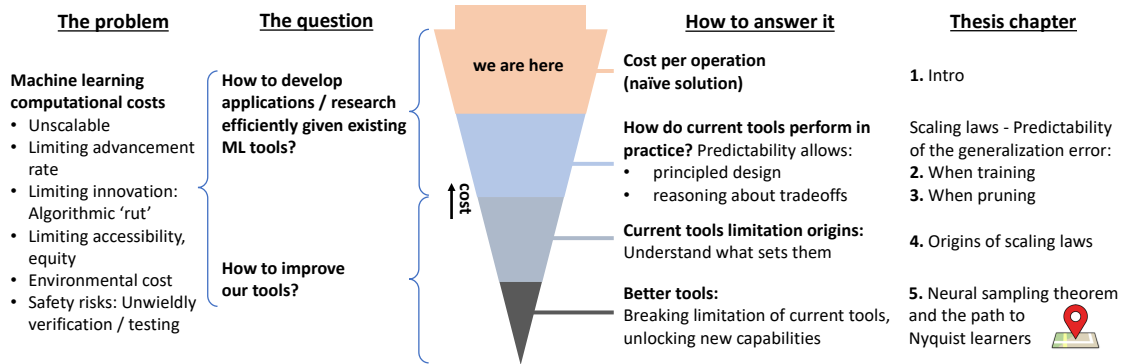 The problem
Machine learning
computational costs
• Unscalable
• Limiting advancement
rate
• Limiting innovation:
Algorithmic ‘rut’
• Limiting accessibility,
equity
• Environmental cost
• Safety risks: Unwieldly
verification / testing
The question
How to develop
applications / research
efficiently given existing
ML tools?
How to improve
our tools?
we are here
cost
How to answer it
Cost per operation
(naïve solution)
How do current tools perform in
practice? Predictability allows:
• principled design
• reasoning about tradeoffs
Current tools limitation origins:
Understand what sets them
Better tools:
Breaking limitation of current tools,
unlocking new capabilities
Thesis chapter
1. Intro
Scaling laws - Predictability
of the generalization error:
2. When training
3. When pruning
4. Origins of scaling laws
5. Neural sampling theorem
and the path to
Nyquist learners